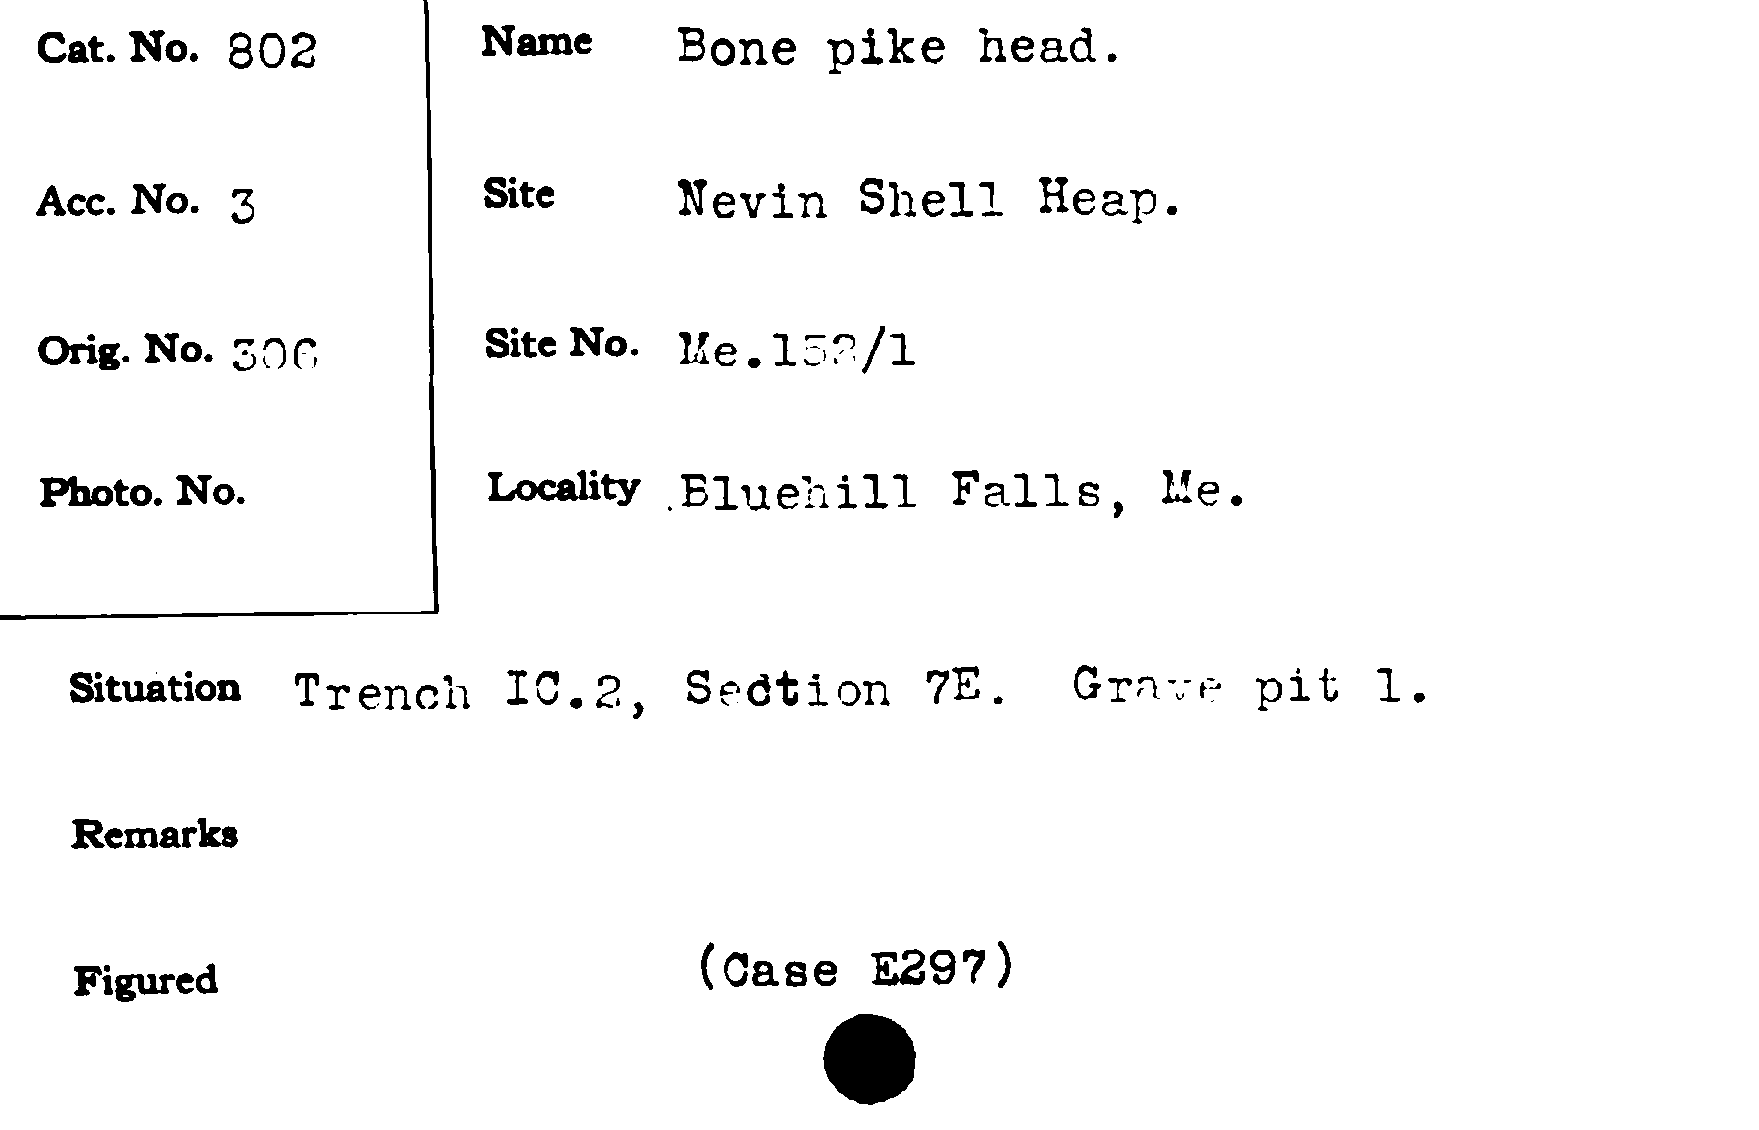 Cat. No. 802
Name Bone pike head.
Acc. No. 3
Site Nevin Shell Heap.
Orig. No. 306
Site No. Me.152/1
Photo. No.
Locality Bluehill Falls, Me.
Situation Trench IC.2, Section 7E. Grave pit 1.
Remarks
Figured (Case E297)